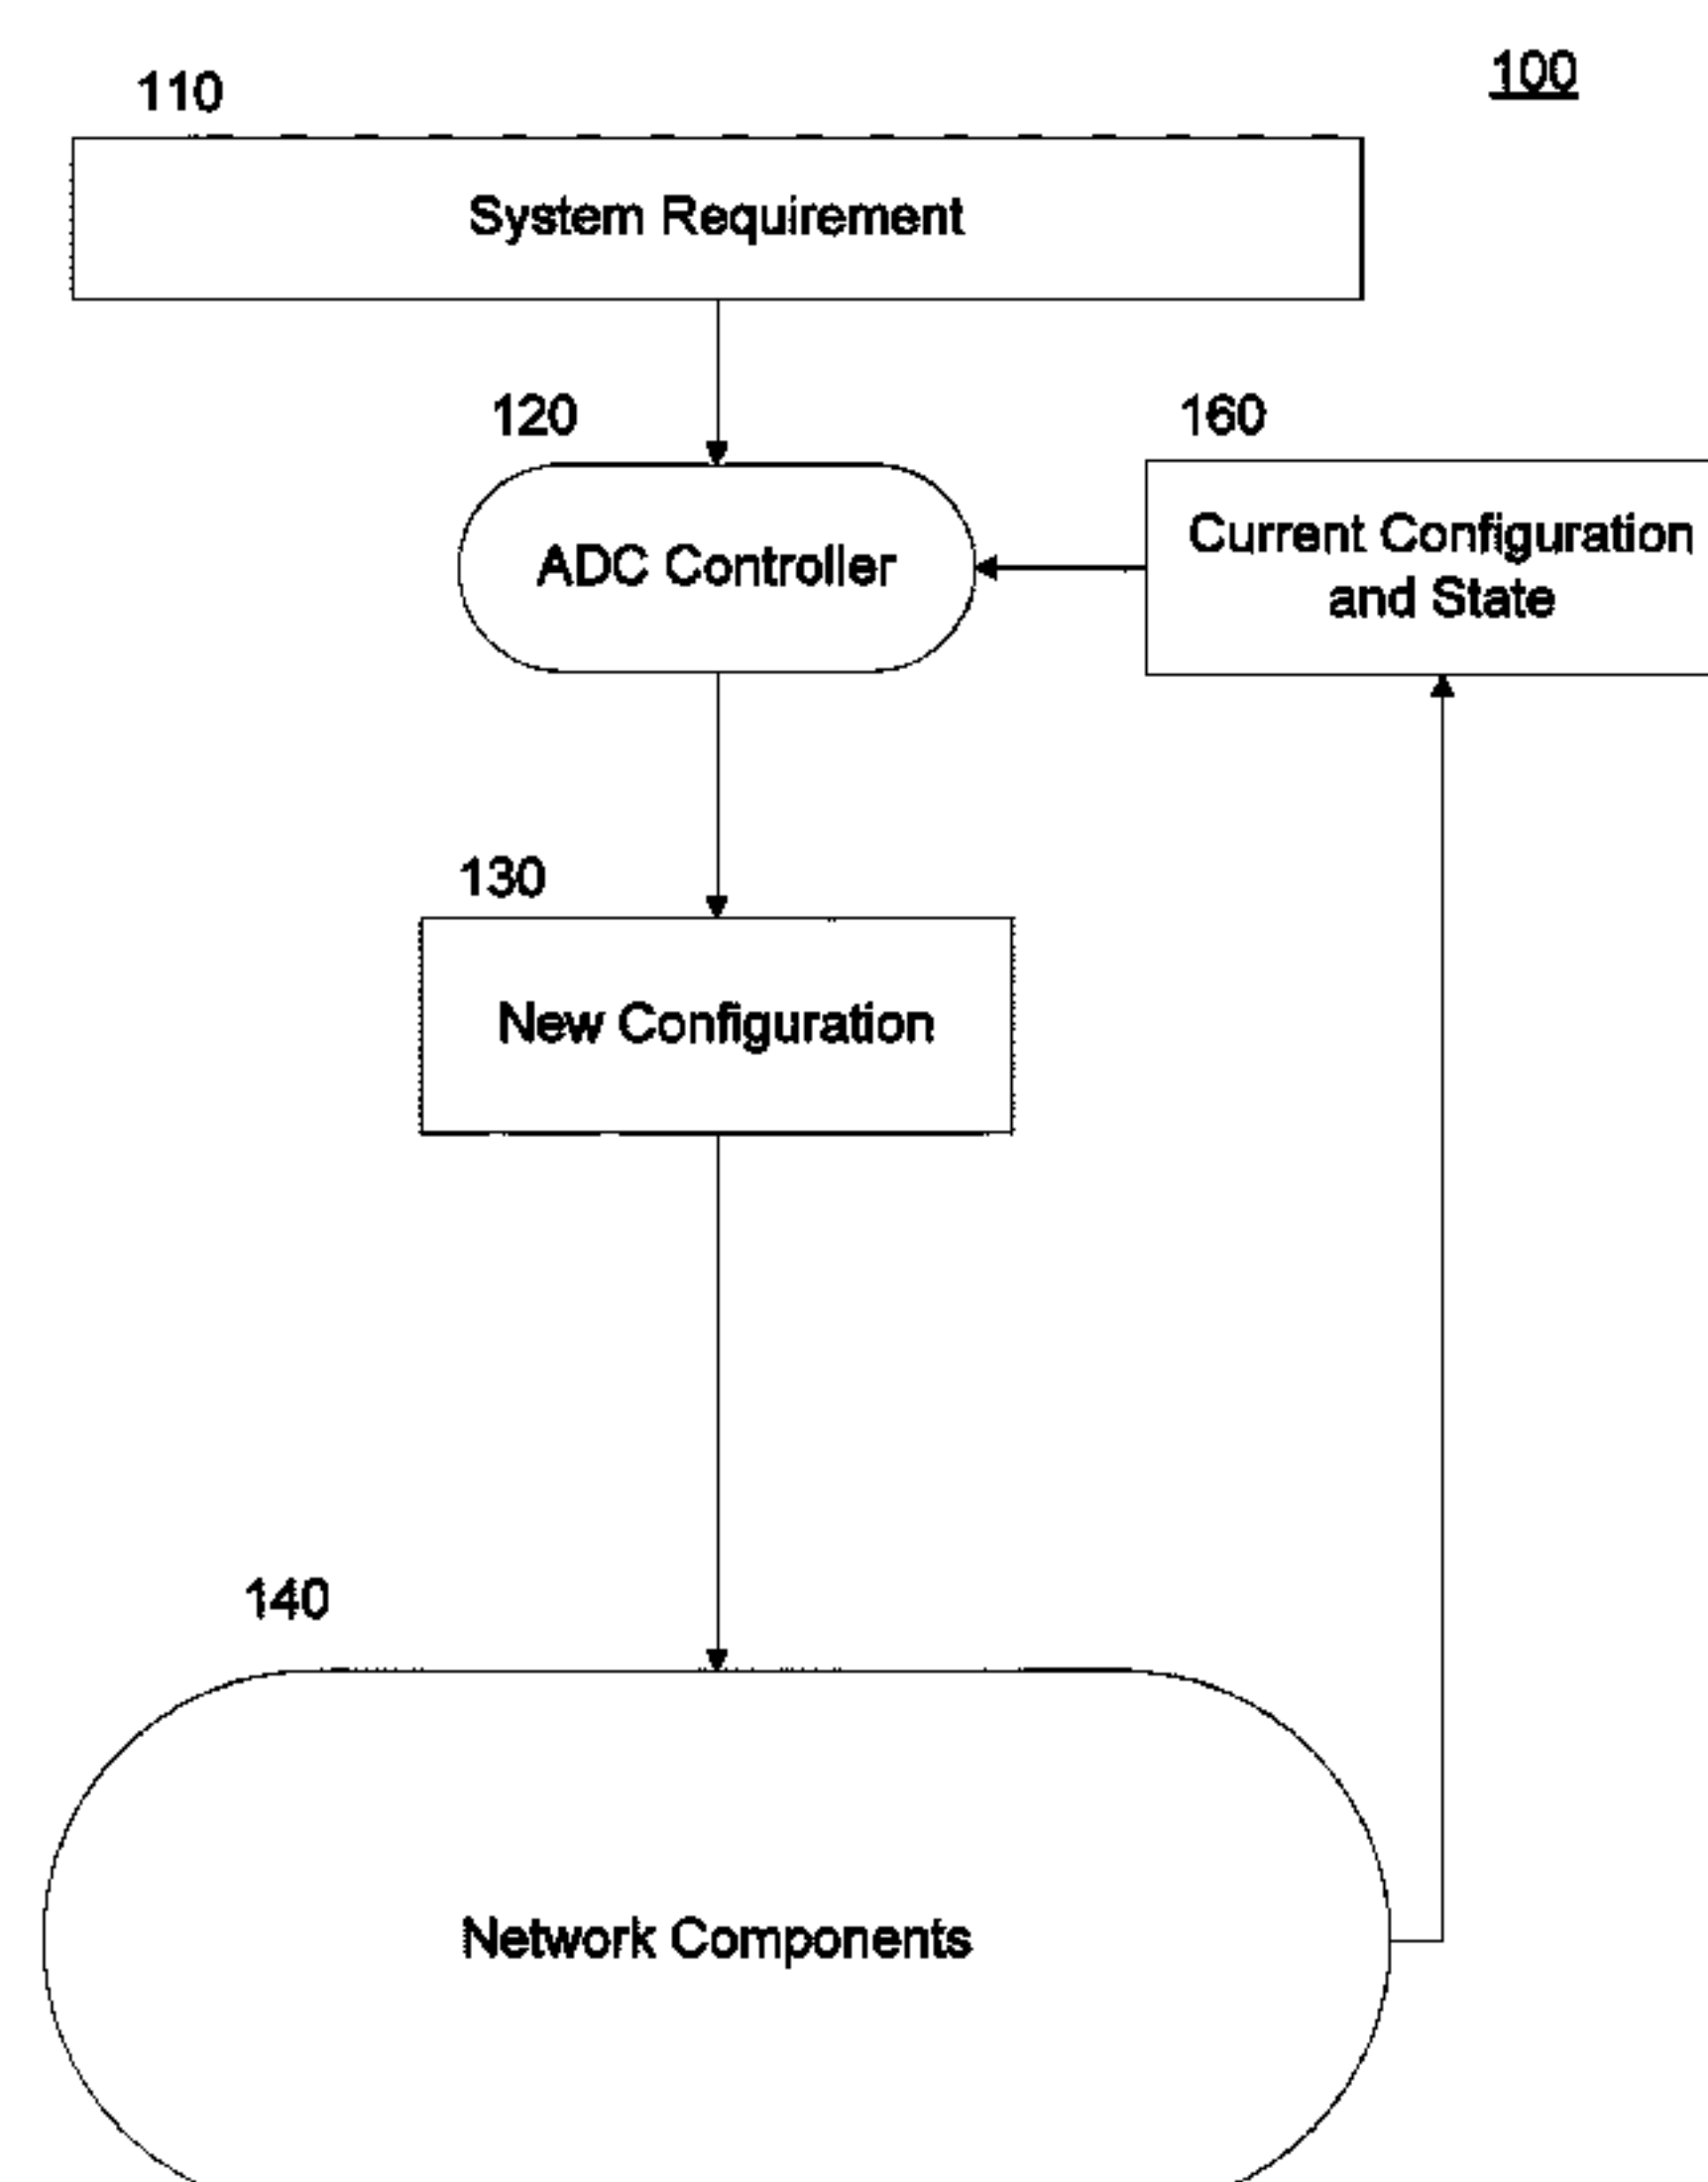 100
110
System Requirement
120
160
ADC Controller
Current Configuration
and State
130
New Configuration
140
Network Components